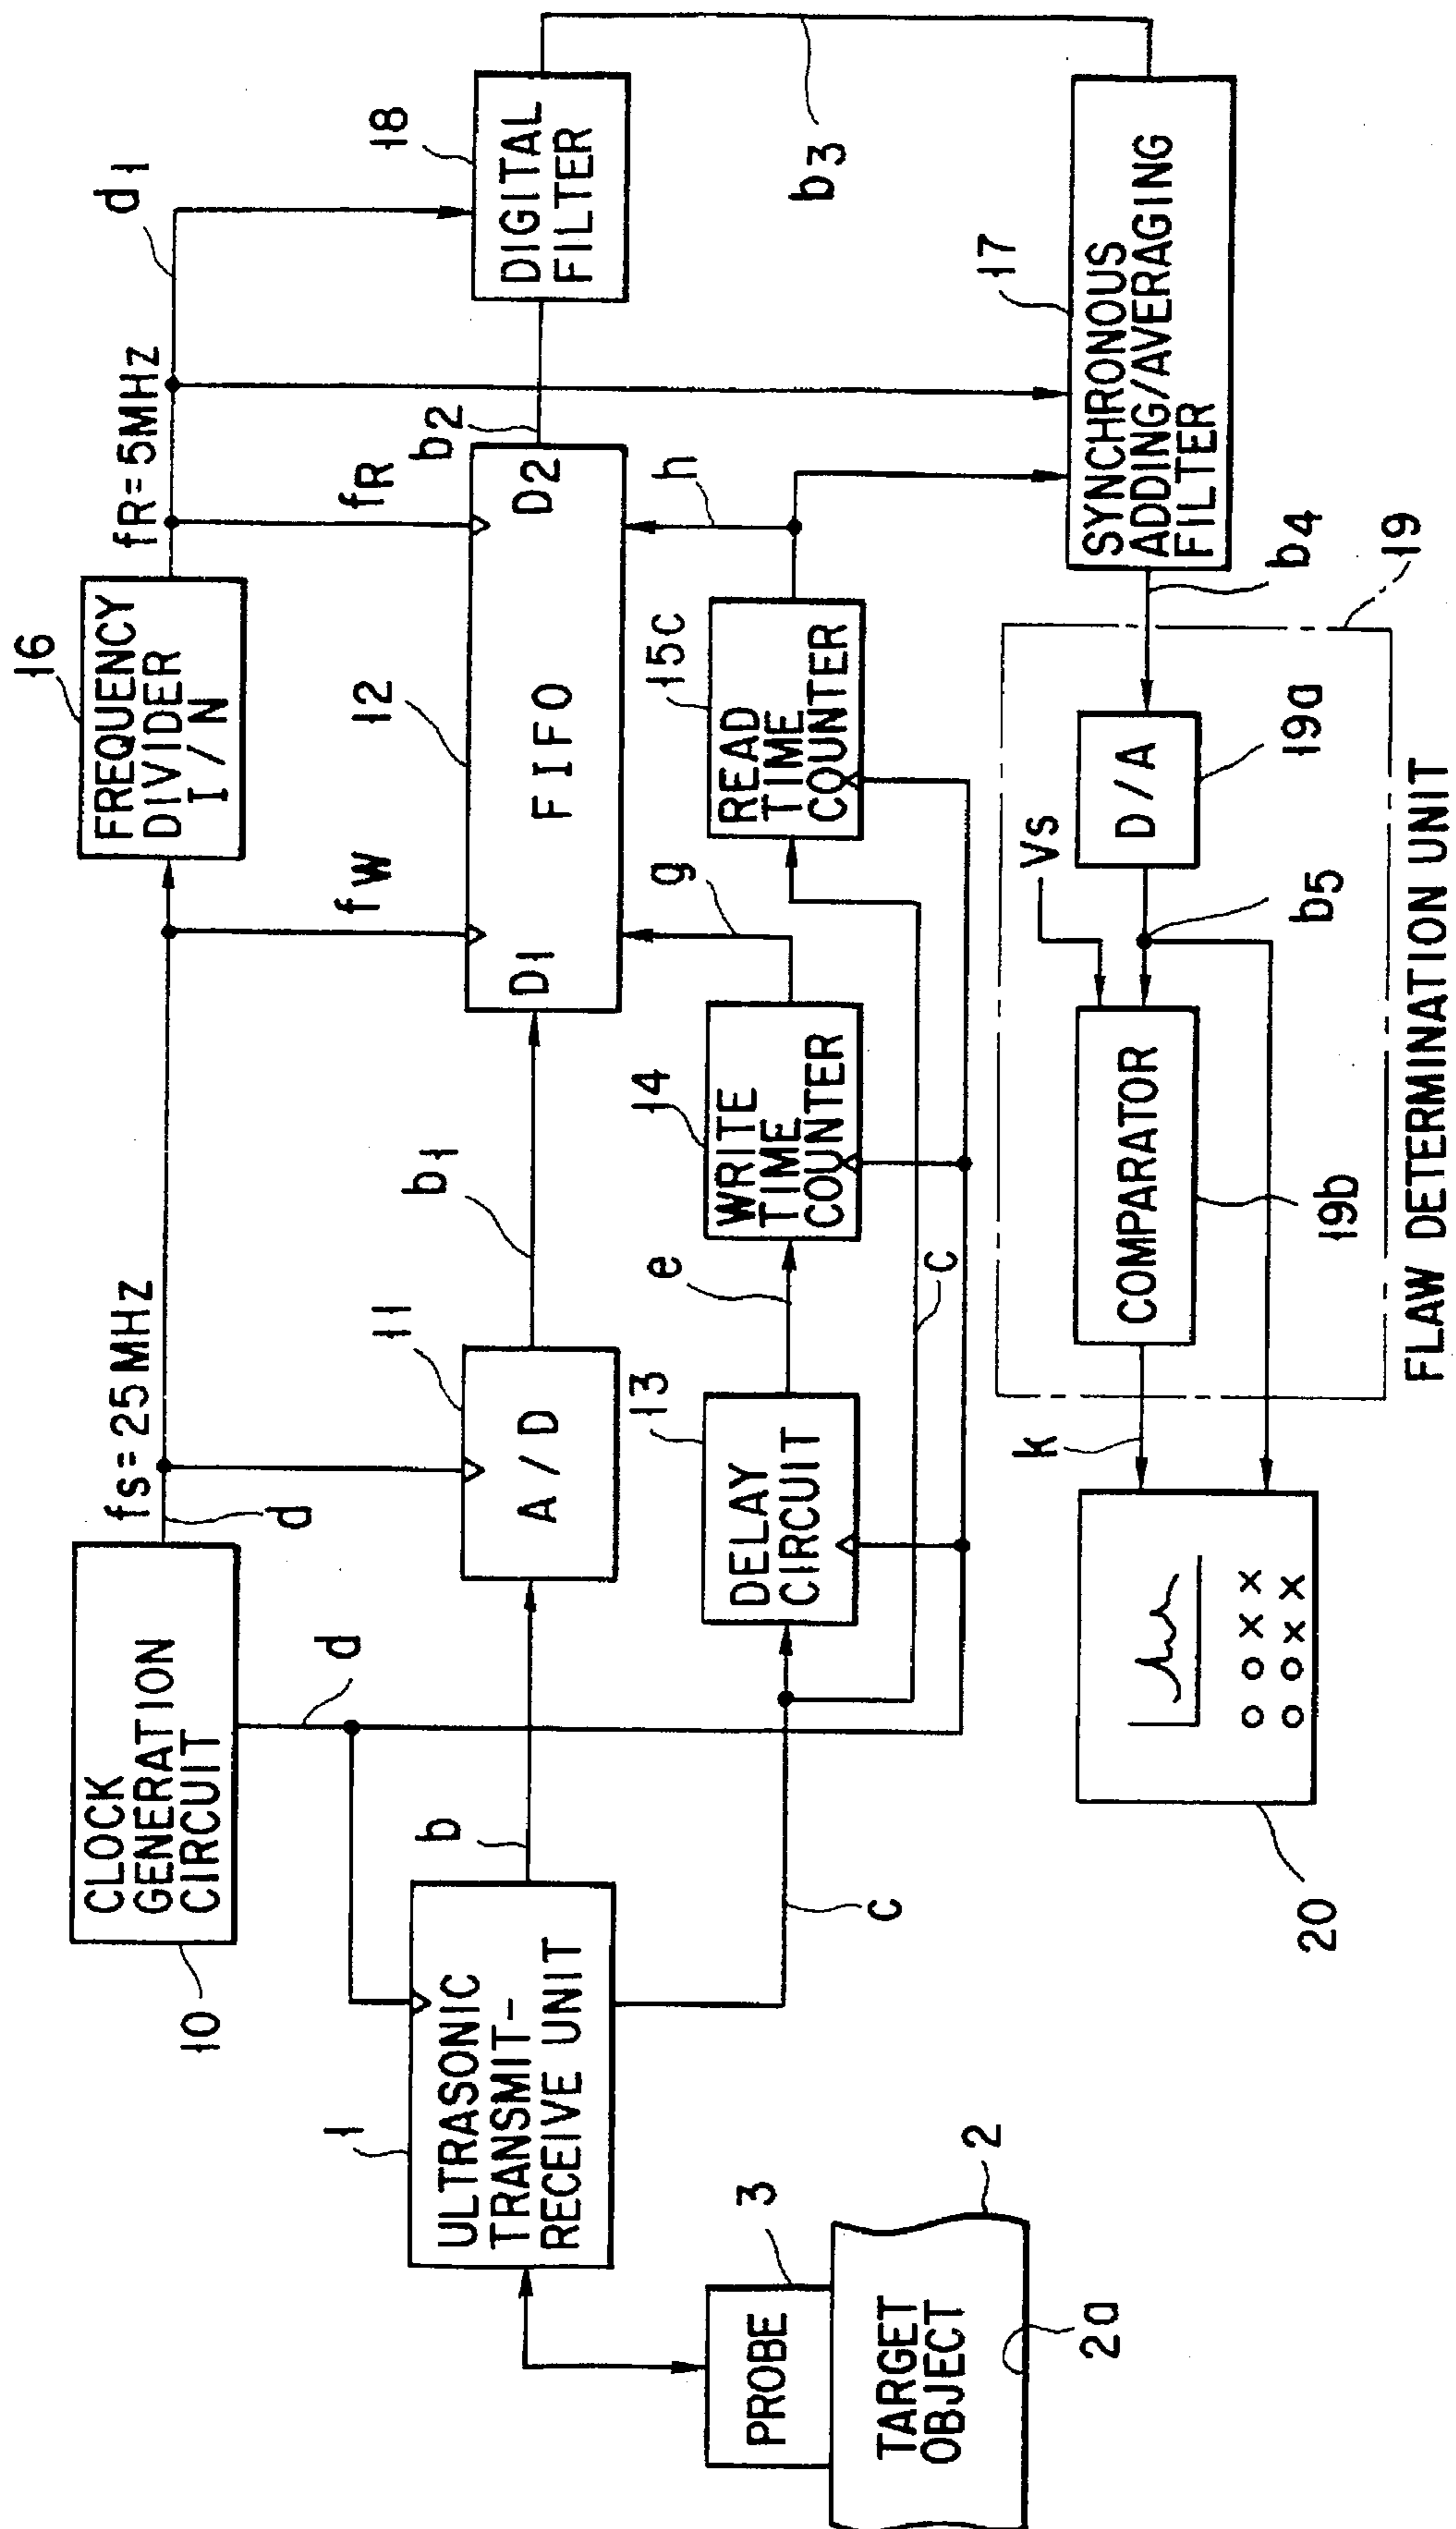 CLOCK
GENERATION
CIRCUIT
10
fs=25MHz
d
d
FREQUENCY
DIVIDER
I/N
16
fR=5MHz
d1
fW
fR
ULTRASONIC
TRANSMIT-
RECEIVE UNIT
1
b
A/D
11
b1
D1
FIFO
D2
12
b2
DIGITAL
FILTER
18
b3
c
DELAY
CIRCUIT
13
e
WRITE
TIME
COUNTER
14
g
READ
TIME
COUNTER
15C
h
c
PROBE
3
TARGET
OBJECT
2
2a
SYNCHRONOUS
ADDING/AVERAGING
FILTER
17
b4
19
D/A
19a
Vs
b5
COMPARATOR
19b
k
FLAW DETERMINATION UNIT
OO××
OO××
20